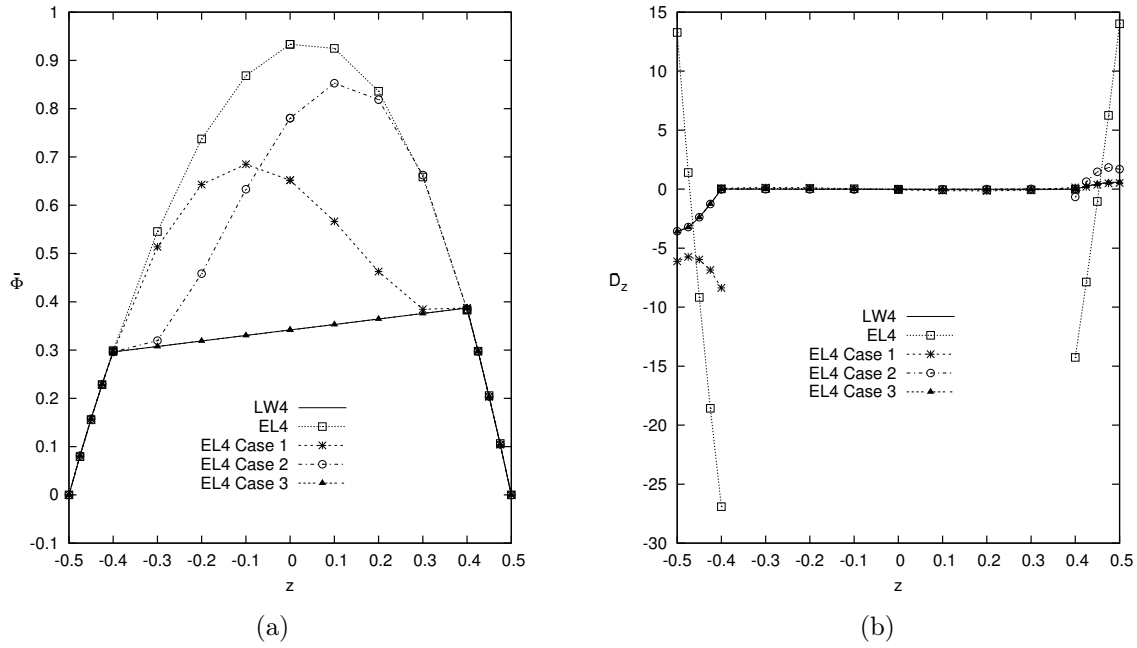 1
0.9
0.8
0.7
0.6
0.5
0.4
0.3
0.2
0.1
0
-0.1
Φ̄
-0.5 -0.4 -0.3 -0.2 -0.1 0 0.1 0.2 0.3 0.4 0.5
z
LW4
EL4
EL4 Case 1
EL4 Case 2
EL4 Case 3
(a)
15
10
5
0
-5
-10
-15
-20
-25
-30
D̄z
-0.5 -0.4 -0.3 -0.2 -0.1 0 0.1 0.2 0.3 0.4 0.5
z
LW4
EL4
EL4 Case 1
EL4 Case 2
EL4 Case 3
(b)